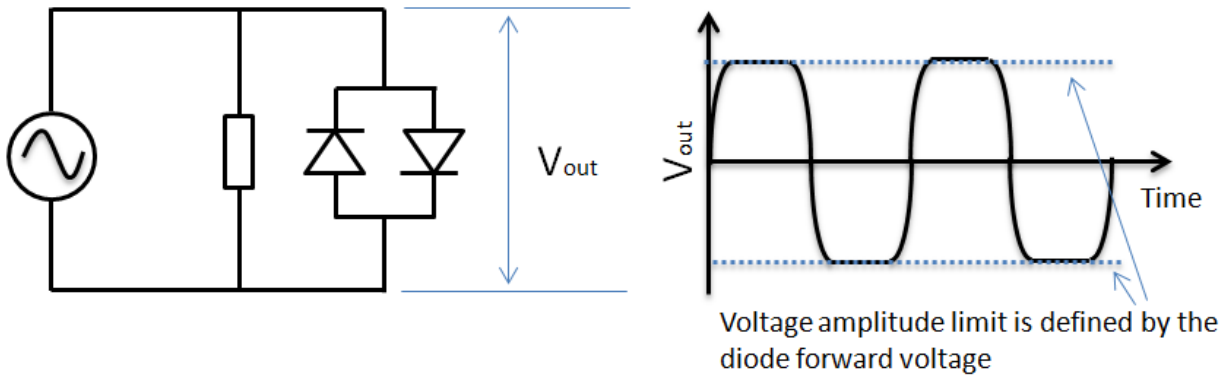 Vout
Vout
Time
Voltage amplitude limit is defined by the
diode forward voltage